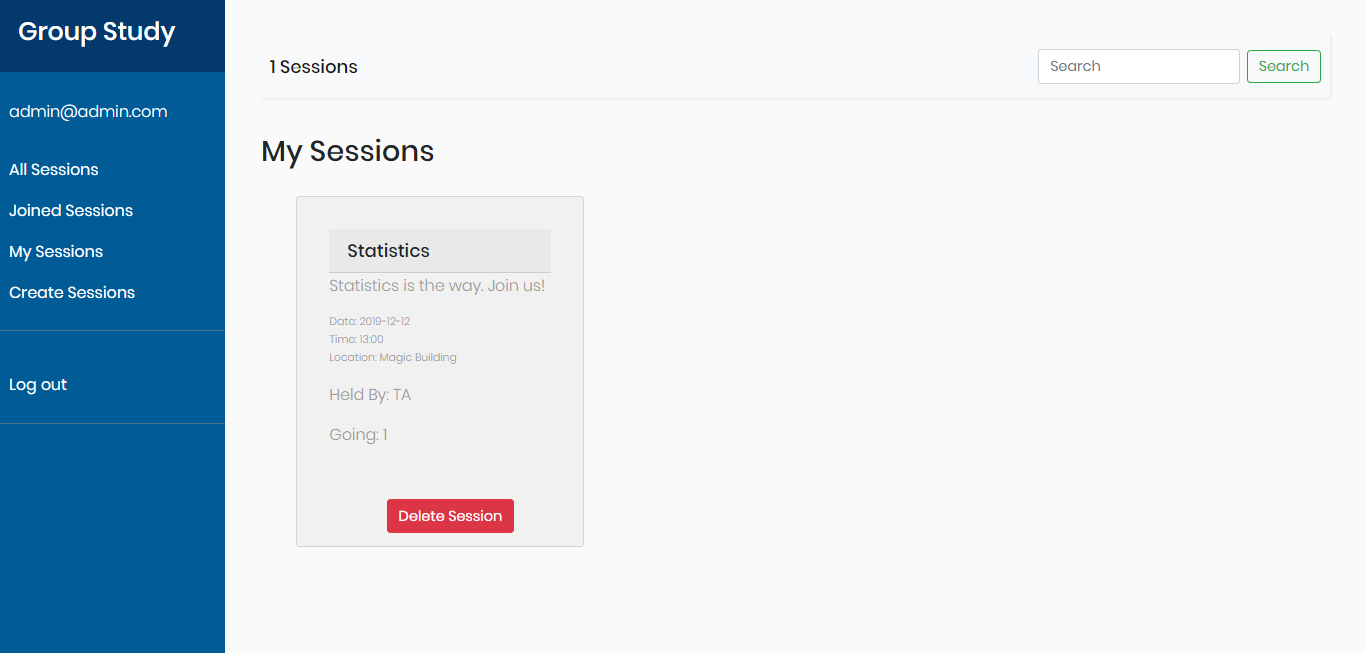 Group Study
admin@admin.com
All Sessions
Joined Sessions
My Sessions
Create Sessions
Log out
1 Sessions
Search
Search
My Sessions
Statistics
Statistics is the way. Join us!
Date: 2019-12-12
Time: 13:00
Location: Magic Building
Held By: TA
Going: 1
Delete Session